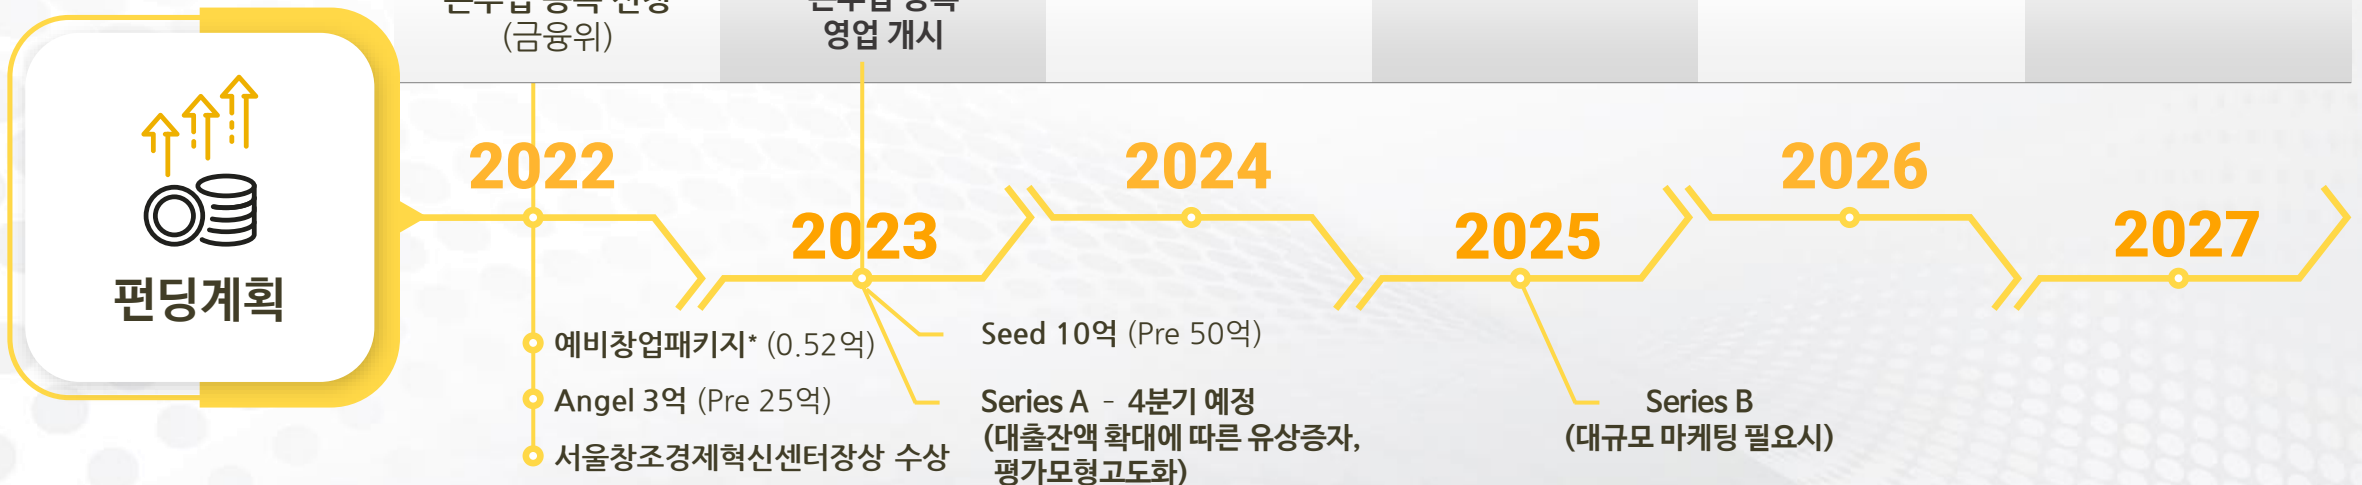 (금융위)
영업 개시
펀딩계획
2022
2023
2024
2025
2026
2027
예비창업패키지* (0.52억)
Angel 3억 (Pre 25억)
서울창조경제혁신센터장상 수상
Seed 10억 (Pre 50억)
Series A - 4분기 예정
(대출잔액 확대에 따른 유상증자,
평가모형고도화)
Series B
(대규모 마케팅 필요시)